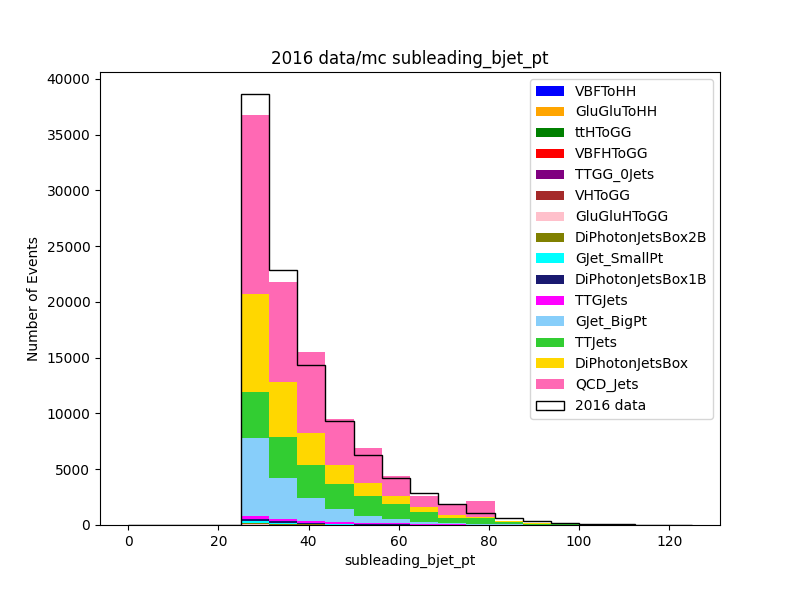 2016 data/mc subleading_bjet_pt
40000
35000
30000
25000
20000
15000
10000
5000
0
Number of Events
0
20
40
60
80
100
120
subleading_bjet_pt
VBFToHH
GluGluToHH
ttHToGG
VBFHToGG
TTGG_0Jets
VHToGG
GluGluHToGG
DiPhotonJetsBox2B
GJet_SmallPt
DiPhotonJetsBox1B
TTGJets
GJet_BigPt
TTJets
DiPhotonJetsBox
QCD_Jets
2016 data